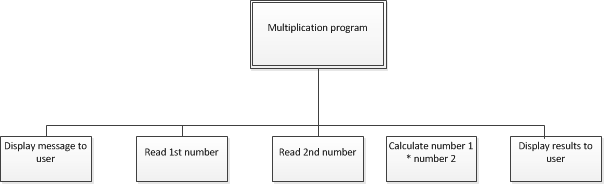 Multiplication program
Display message to
user
Read 1st number
Read 2nd number
Calculate number 1
* number 2
Display results to
user